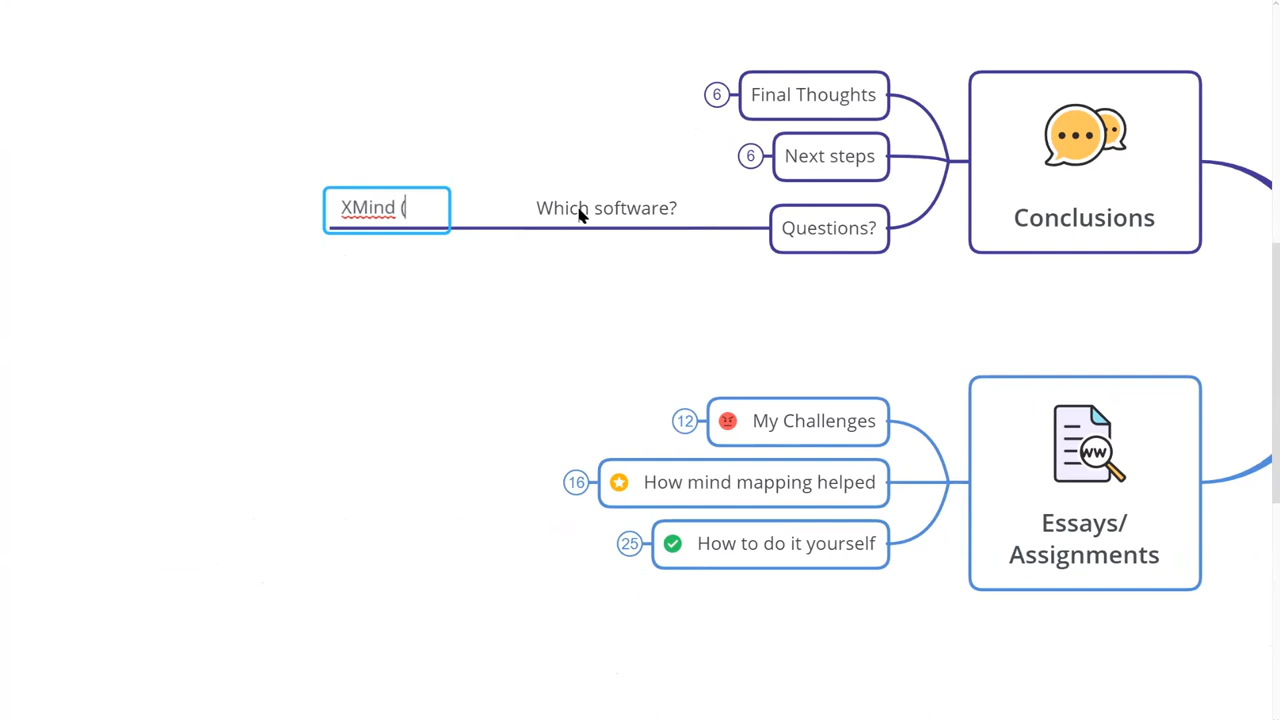 6
Final Thoughts
6
Next steps
XMind (
Which software?
Questions?
Conclusions
12
My Challenges
16
How mind mapping helped
25
How to do it yourself
WW
Essays/
Assignments